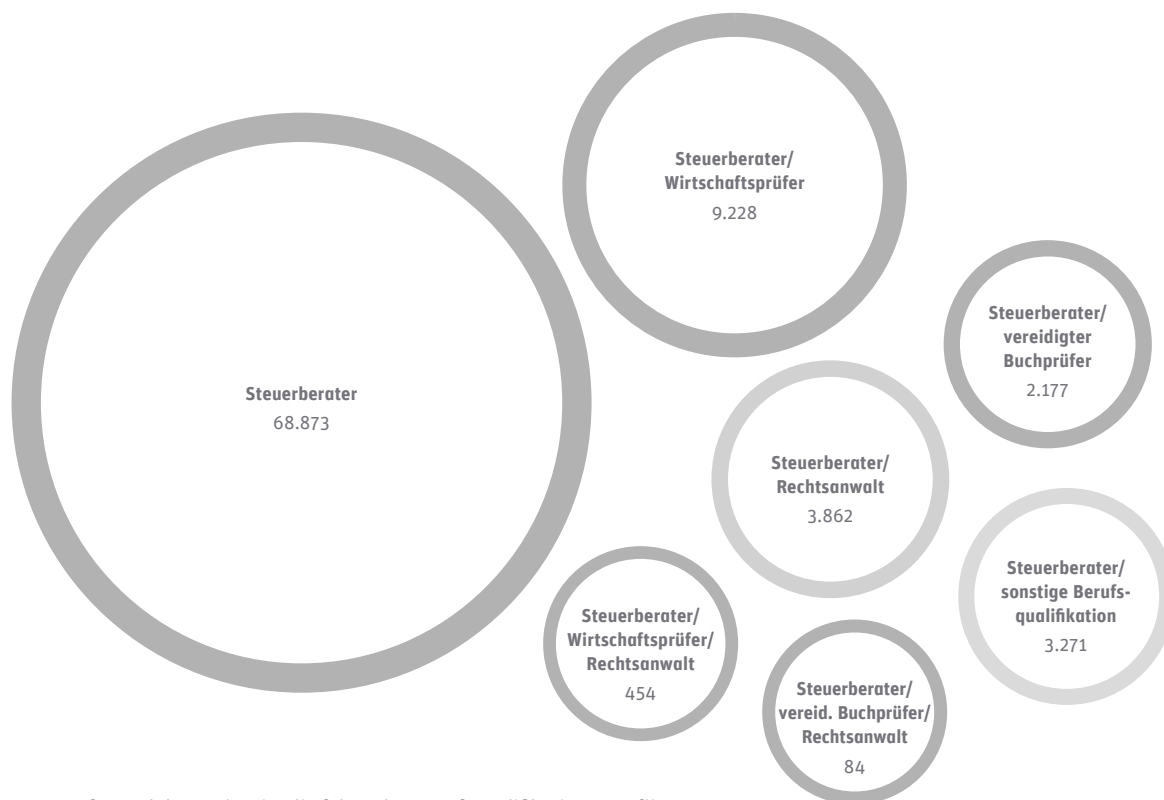 Steuerberater/
Wirtschaftsprüfer
9.228
Steuerberater/
vereidigter
Buchprüfer
2.177
Steuerberater
68.873
Steuerberater/
Rechtsanwalt
3.862
Steuerberater/
sonstige Berufs-
qualifikation
3.271
Steuerberater/
Wirtschaftsprüfer/
Rechtsanwalt
454
Steuerberater/
vereid. Buchprüfer/
Rechtsanwalt
84